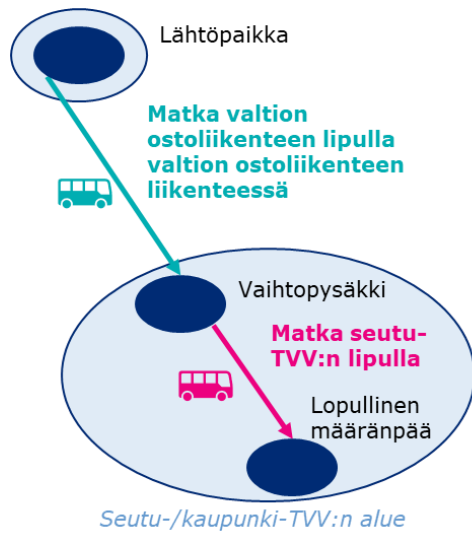 Lähtöpaikka
Matka valtion
ostoliikenteen lipulla
valtion ostoliikenteen
liikenteessä
Vaihtopysäkki
Matka seutu-
TVV:n lipulla
Lopullinen
määränpää
Seutu-/kaupunki-TVV:n alue